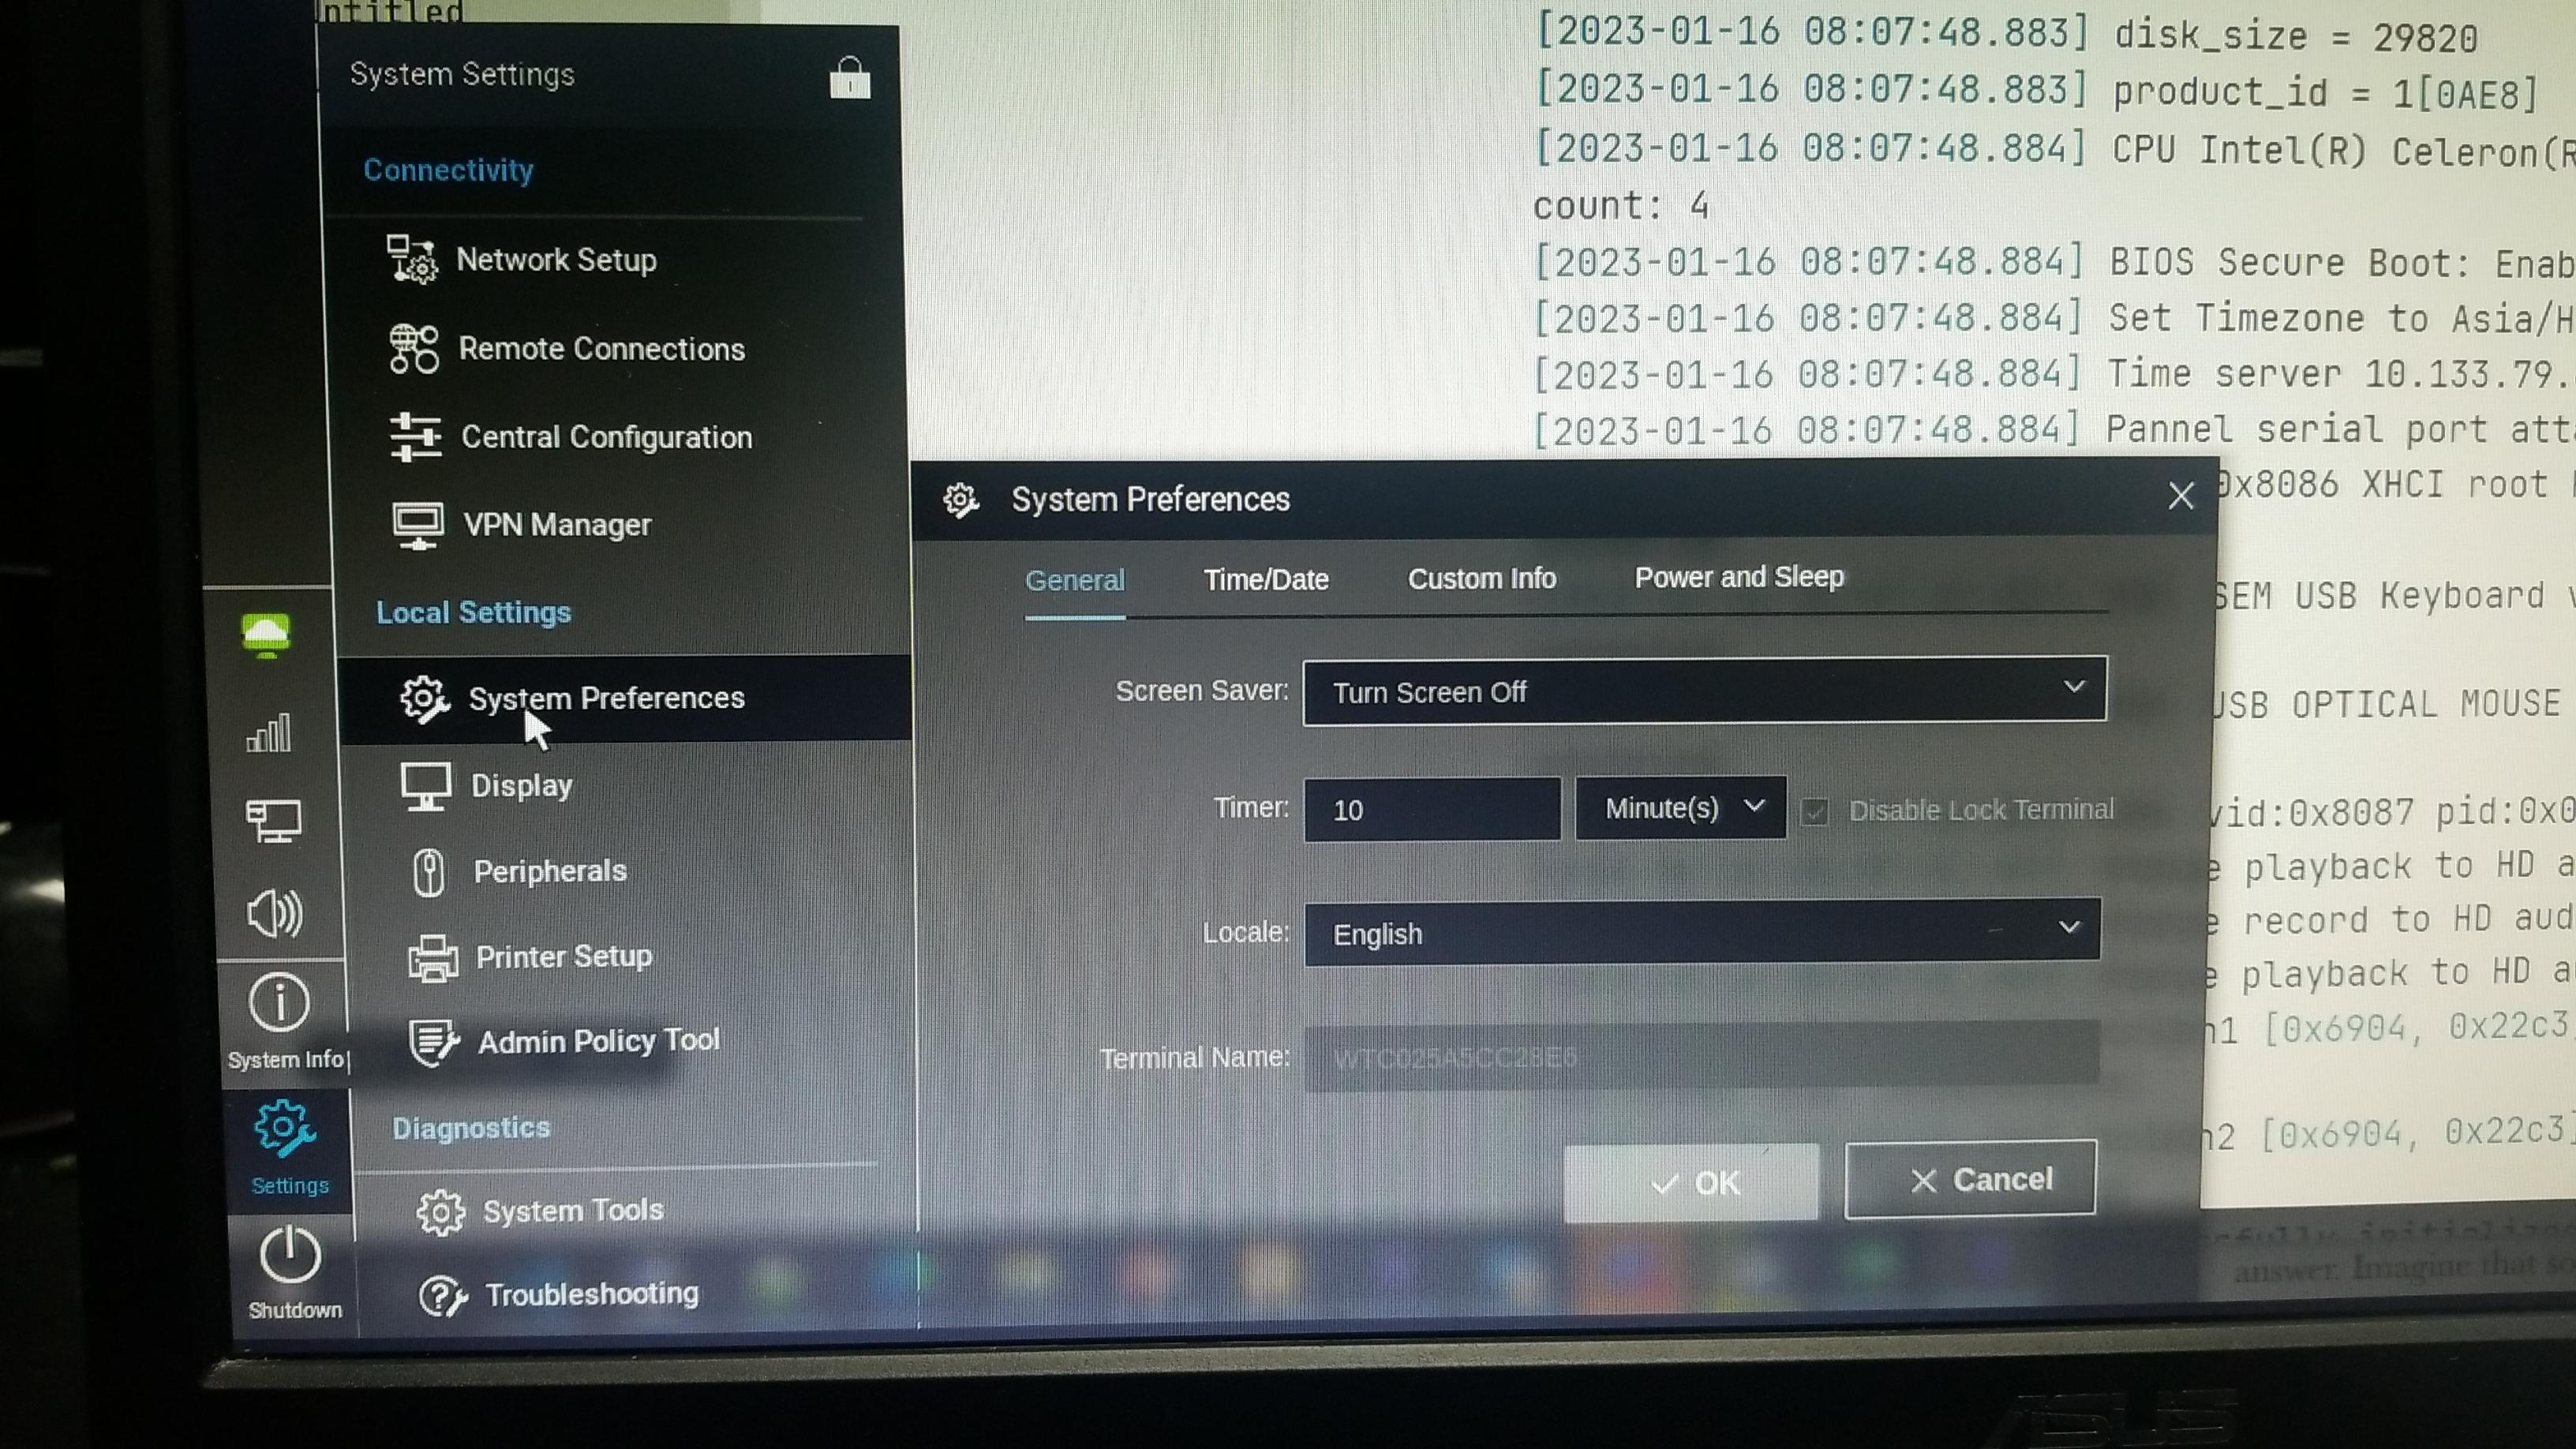 Untitled
System Settings
Connectivity
Network Setup
Remote Connections
Central Configuration
VPN Manager
Local Settings
System Preferences
Display
Peripherals
Printer Setup
Admin Policy Tool
Diagnostics
System Tools
Troubleshooting
System Info
Settings
Shutdown
[2023-01-16 08:07:48.883] disk_size = 29820
[2023-01-16 08:07:48.883] product_id = 1[0AE8]
[2023-01-16 08:07:48.884] CPU Intel(R) Celeron(R
count: 4
[2023-01-16 08:07:48.884] BIOS Secure Boot: Enab
[2023-01-16 08:07:48.884] Set Timezone to Asia/H
[2023-01-16 08:07:48.884] Time server 10.133.79.
[2023-01-16 08:07:48.884] Pannel serial port att
0x8086 XHCI root
SEM USB Keyboard
USB OPTICAL MOUSE
vid:0x8087 pid:0x0
e playback to HD a
e record to HD aud
e playback to HD a
n1 [0x6904, 0x22c3
n2 [0x6904, 0x22c3]
answer. Imagine that so
System Preferences
General Time/Date Custom Info Power and Sleep
Screen Saver: Turn Screen Off
Timer: 10 Minute(s) Disable Lock Terminal
Locale: English
Terminal Name: WTC025A5CC28E6
OK Cancel
ASUS